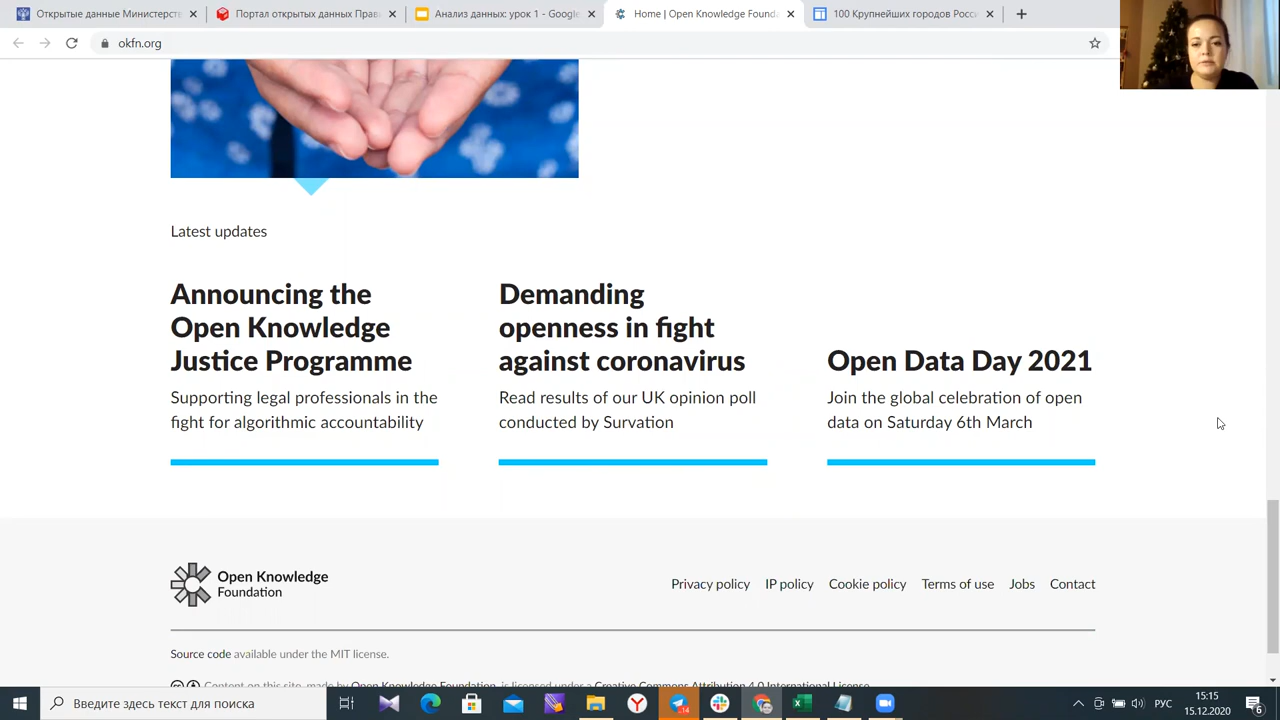 Открытые данные Министерств
Портал открытых данных Прави
Анализ данных: урок 1 - Google
Home | Open Knowledge Founda
100 Крупнейших городов Росси
okfn.org
Latest updates
Announcing the
Open Knowledge
Justice Programme
Supporting legal professionals in the
fight for algorithmic accountability
Demanding
openness in fight
against coronavirus
Read results of our UK opinion poll
conducted by Survation
Open Data Day 2021
Join the global celebration of open
data on Saturday 6th March
Open Knowledge
Foundation
Privacy policy IP policy Cookie policy Terms of use Jobs Contact
Source code available under the MIT license.
Content on this site, made by Open Knowledge Foundation, is licensed under a Creative Commons Attribution 4.0 International License
Введите здесь текст для поиска
14
РУС
15:15
15.12.2020
6